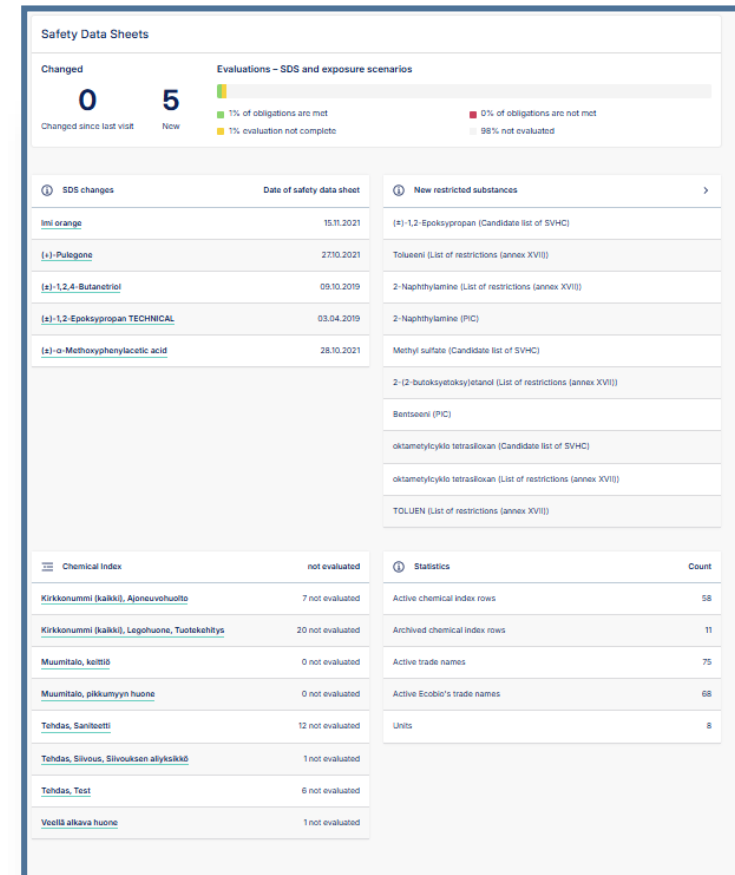 Safety Data Sheets
Changed
0
Changed since last visit
5
New
Evaluations – SDS and exposure scenarios
1% of obligations are met
0% of obligations are not met
1% evaluation not complete
98% not evaluated
SDS changes Date of safety data sheet
Imi orange 15.11.2021
(+)-Pulegone 27.10.2021
(±)-1,2,4-Butanetriol 09.10.2019
(±)-1,2-Epoksypropan TECHNICAL 03.04.2019
(±)-α-Methoxyphenylacetic acid 28.10.2021
New restricted substances
(±)-1,2-Epoksypropan (Candidate list of SVHC)
Tolueeni (List of restrictions (annex XVII))
2-Naphthylamine (List of restrictions (annex XVII))
2-Naphthylamine (PIC)
Methyl sulfate (Candidate list of SVHC)
2-(2-butoksyetoksy)etanol (List of restrictions (annex XVII))
Bentseeni (PIC)
oktametylcyklo tetrasiloxan (Candidate list of SVHC)
oktametylcyklo tetrasiloxan (List of restrictions (annex XVII))
TOLUEN (List of restrictions (annex XVII))
Chemical Index not evaluated
Kirkkonummi (kaikki), Ajoneuvohuolto 7 not evaluated
Kirkkonummi (kaikki), Legohuone, Tuotekehitys 20 not evaluated
Muumitalo, keittiö 0 not evaluated
Muumitalo, pikkumyyn huone 0 not evaluated
Tehdas, Saniteetti 12 not evaluated
Tehdas, Siivous, Siivouksen aliyksikkö 1 not evaluated
Tehdas, Test 6 not evaluated
Veellä alkava huone 1 not evaluated
Statistics Count
Active chemical index rows 58
Archived chemical index rows 11
Active trade names 75
Active Ecobio's trade names 68
Units 8